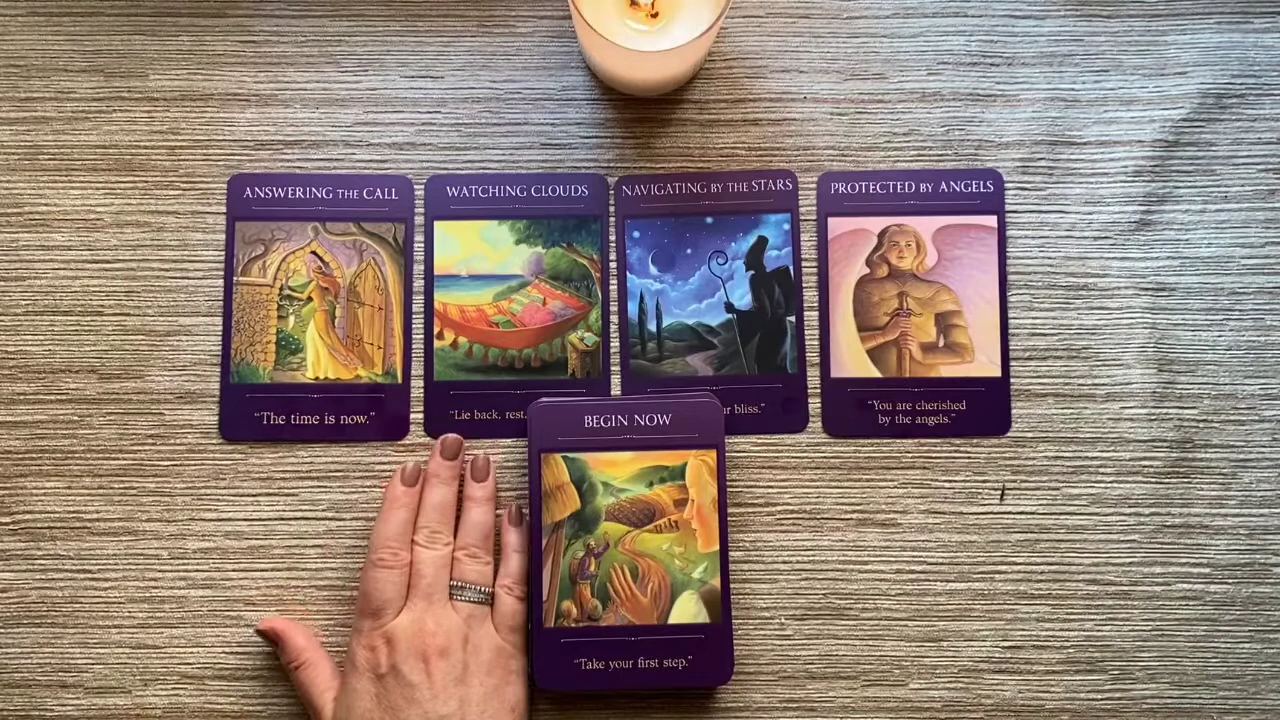 ANSWERING THE CALL
"The time is now."
WATCHING CLOUDS
"Lie back, rest,
NAVIGATING BY THE STARS
bliss."
PROTECTED BY ANGELS
"You are cherished
by the angels."
BEGIN NOW
"Take your first step."